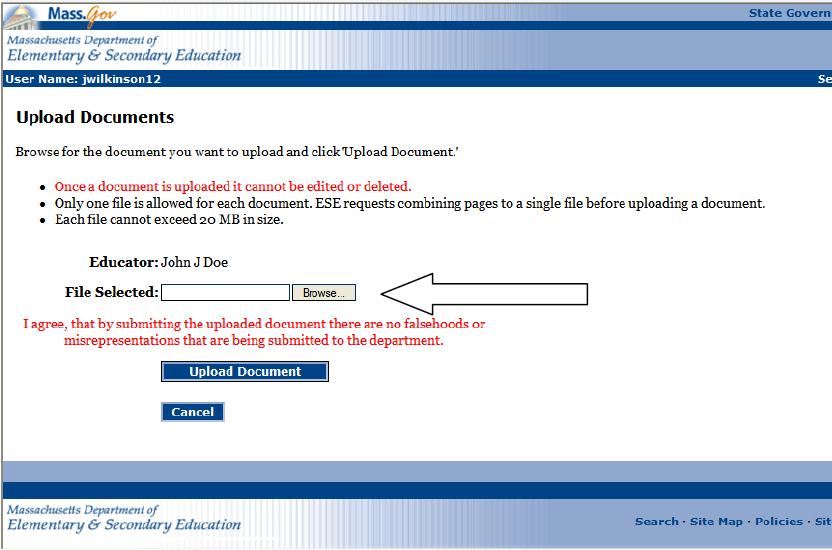 Mass.Gov
State Govern
Massachusetts Department of
Elementary & Secondary Education
User Name: jwilkinson12
Se
Upload Documents
Browse for the document you want to upload and click 'Upload Document.'
• Once a document is uploaded it cannot be edited or deleted.
• Only one file is allowed for each document. ESE requests combining pages to a single file before uploading a document.
• Each file cannot exceed 20 MB in size.
Educator: John J Doe
File Selected: Browse...
I agree, that by submitting the uploaded document there are no falsehoods or
misrepresentations that are being submitted to the department.
Upload Document
Cancel
Massachusetts Department of
Elementary & Secondary Education
Search · Site Map · Policies · Sit